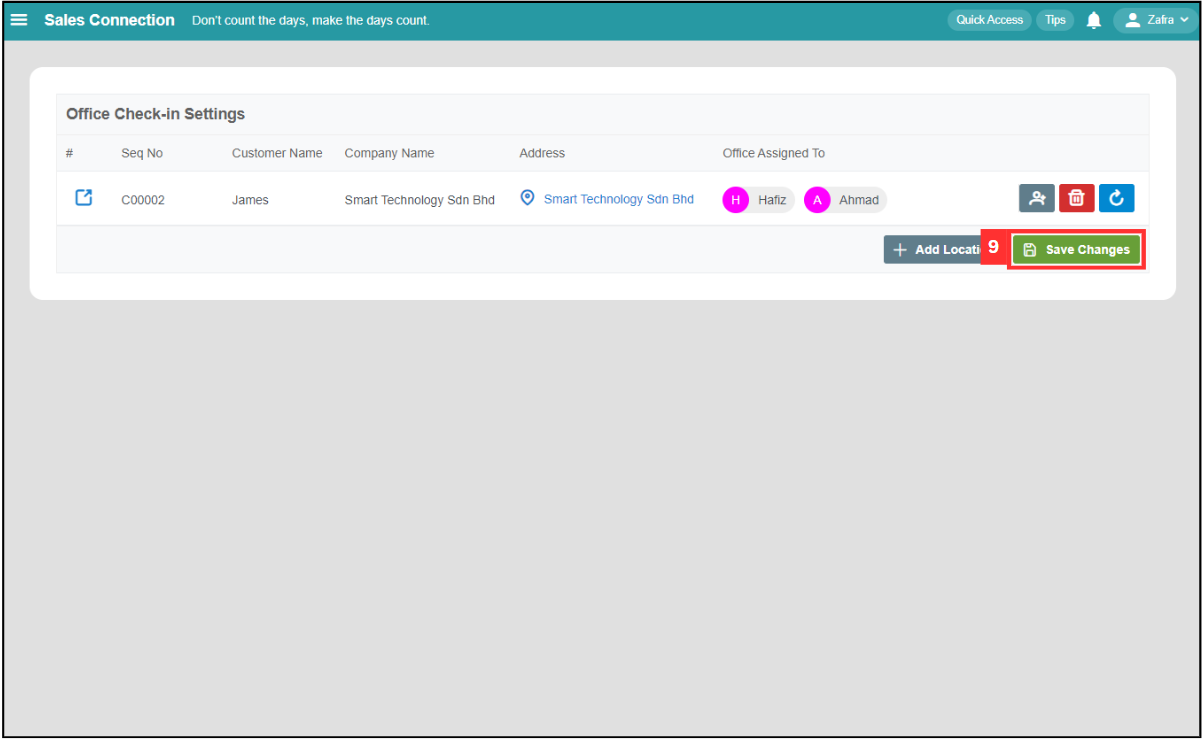 Sales Connection Don't count the days, make the days count. Quick Access Tips Zafra
Office Check-in Settings
# Seq No Customer Name Company Name Address Office Assigned To
C00002 James Smart Technology Sdn Bhd Smart Technology Sdn Bhd H Hafiz A Ahmad
+ Add Locati 9 Save Changes